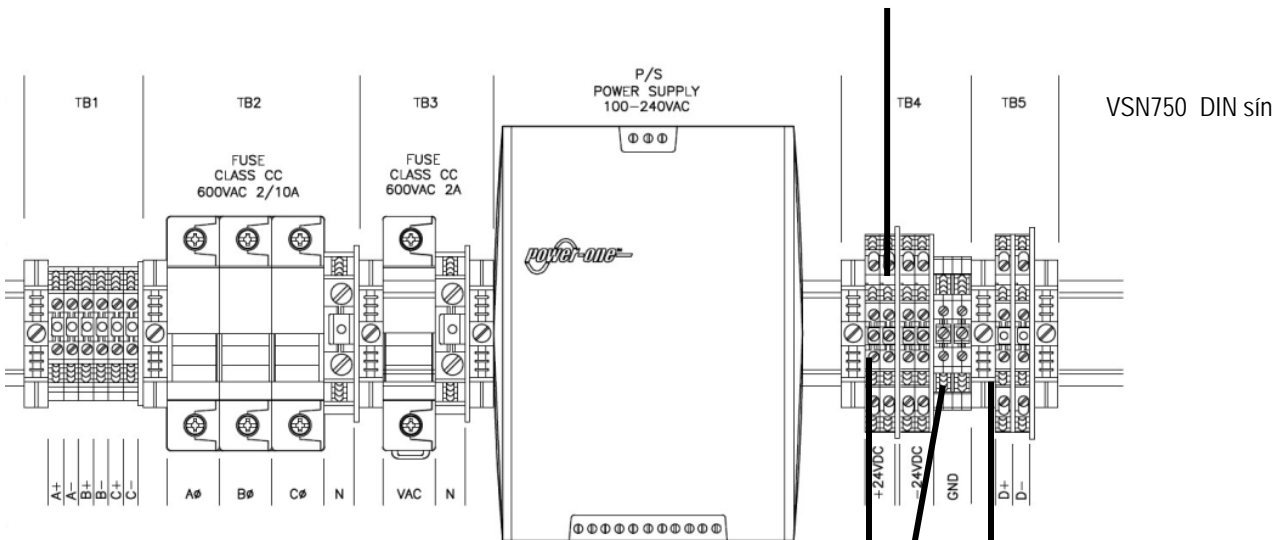 TB1
TB2
TB3
P/S
POWER SUPPLY
100-240VAC
TB4
TB5
VSN750 DIN sín
FUSE
CLASS CC
600VAC 2/10A
FUSE
CLASS CC
600VAC 2A
power-one
A+
A-
B+
B-
C+
C-
AØ
BØ
CØ
N
VAC
N
+24VDC
-24VDC
GND
D+
D-